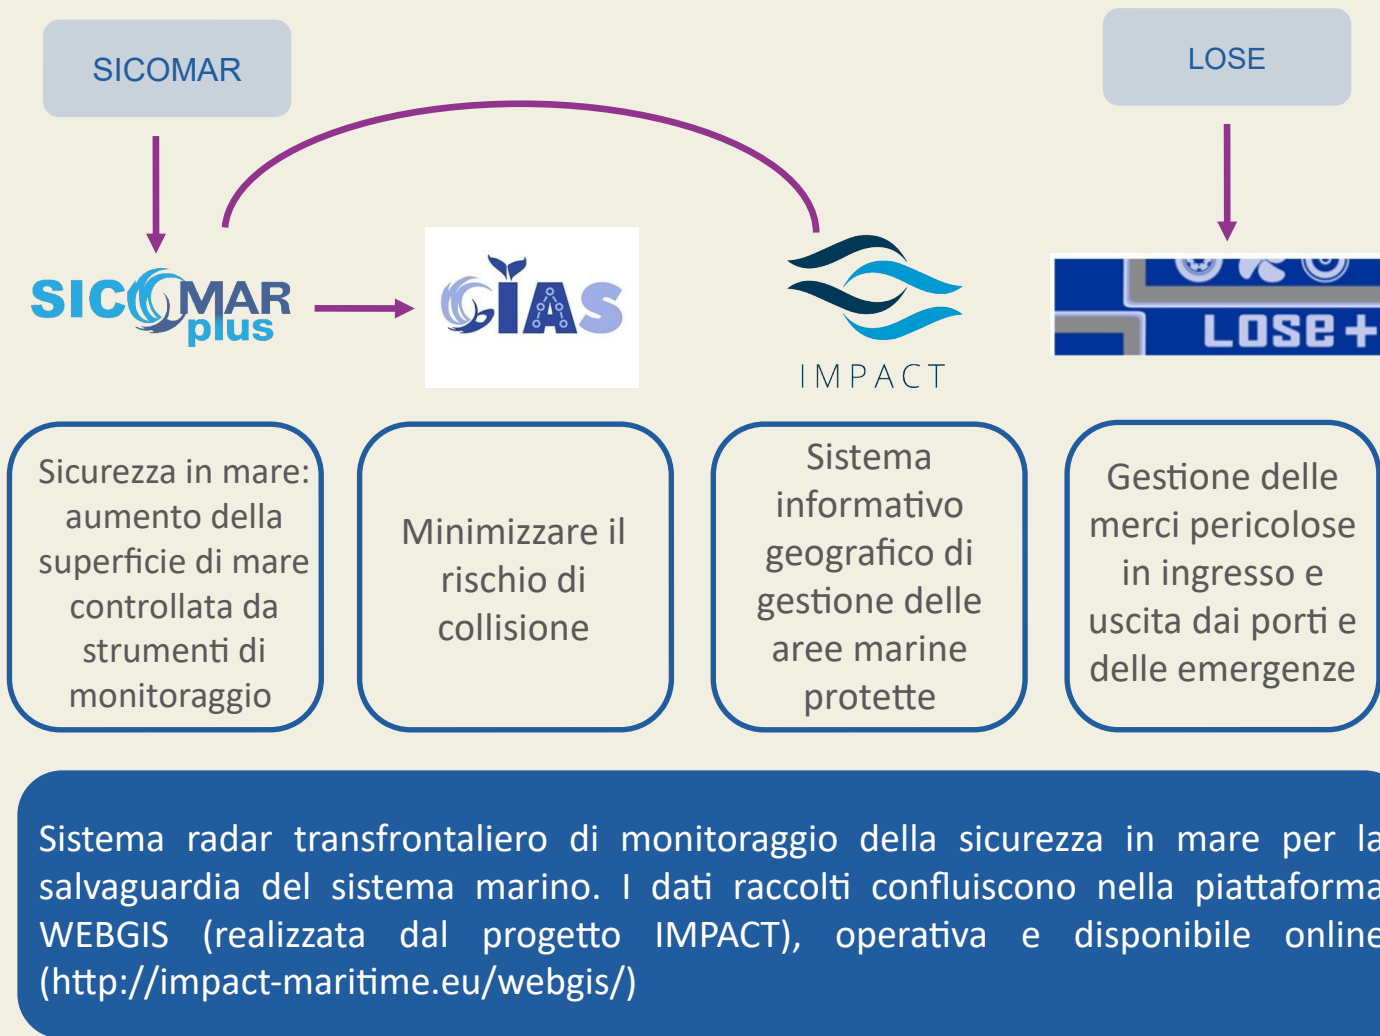 SICOMAR
LOSE
SICOMAR
plus
GIAS
IMPACT
LOSE+
Sicurezza in mare:
aumento della
superficie di mare
controllata da
strumenti di
monitoraggio
Minimizzare il
rischio di
collisione
Sistema
informativo
geografico di
gestione delle
aree marine
protette
Gestione delle
merci pericolose
in ingresso e
uscita dai porti e
delle emergenze
Sistema radar transfrontaliero di monitoraggio della sicurezza in mare per la
salvaguardia del sistema marino. I dati raccolti confluiscono nella piattaforma
WEBGIS (realizzata dal progetto IMPACT), operativa e disponibile online
(http://impact-maritime.eu/webgis/)